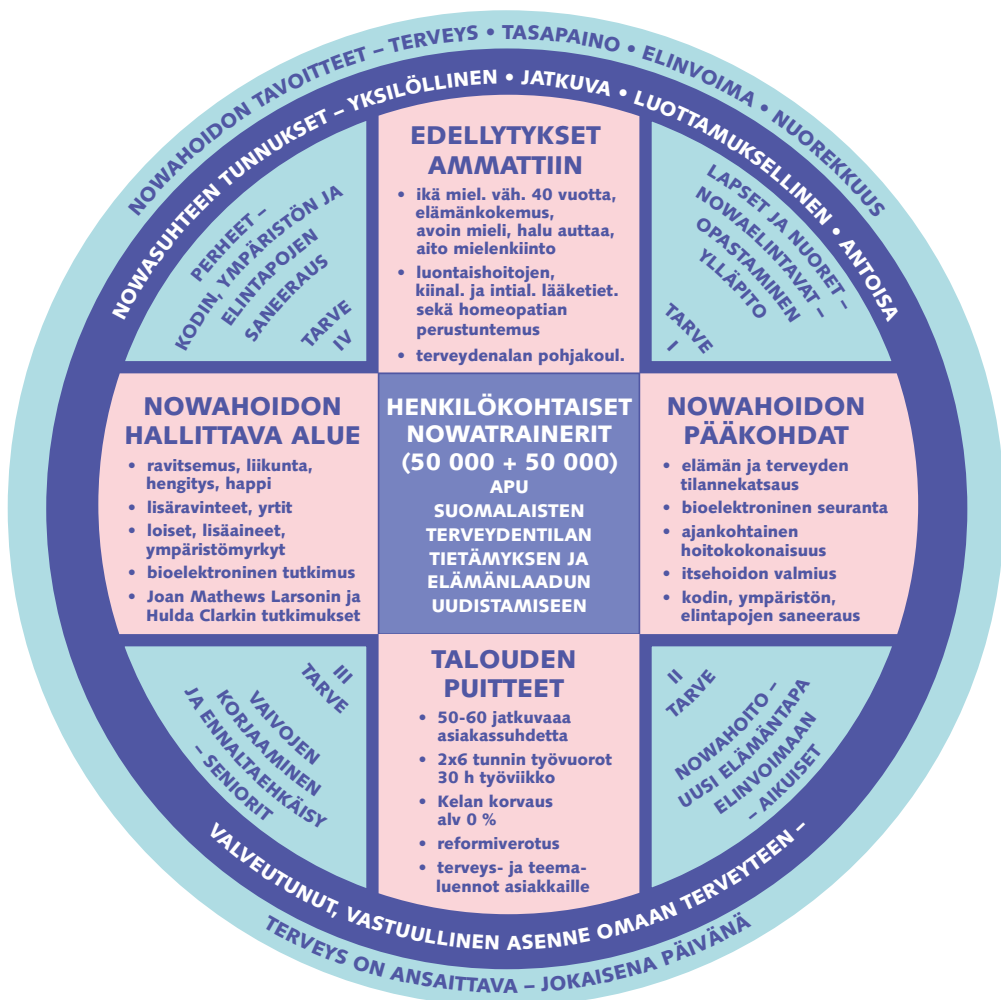 NOWAHOIDON TAVOITTEET – TERVEYS • TASAPAINO • ELINVOIMA • NUOREKKUUS
NOWASUHTEEN TUNNUKSET – YKSILÖLLINEN • JATKUVA • LUOTTAMUKSELLINEN • ANTOISA
PERHEET –
KODIN, YMPÄRISTÖN JA
ELINTAPOJEN
SANEERAUS
TARVE
IV
EDELLYTYKSET
AMMATTIIN
• ikä miel. väh. 40 vuotta,
elämänkokemus,
avoin mieli, halu auttaa,
aito mielenkiinto
• luontaishoitojen,
kiinal. ja intial. lääketiet.
sekä homeopatian
perustuntemus
• terveydenalan pohjakoul.
LAPSET JA NUORET –
NOWAELINTAVAT –
OPASTAMINEN
YLLÄPITO
TARVE
I
NOWAHOIDON
HALLITTAVA ALUE
• ravitsemus, liikunta,
hengitys, happi
• lisäravinteet, yrtit
• loiset, lisäaineet,
ympäristömyrkyt
• bioelektroninen tutkimus
• Joan Mathews Larsonin ja
Hulda Clarkin tutkimukset
HENKILÖKOHTAISET
NOWATRAINERIT
(50 000 + 50 000)
APU
SUOMALAISTEN
TERVEYDENTILAN
TIETÄMYKSEN JA
ELÄMÄNLAADUN
UUDISTAMISEEN
NOWAHOIDON
PÄÄKOHDAT
• elämän ja terveyden
tilannekatsaus
• bioelektroninen seuranta
• ajankohtainen
hoitokokonaisuus
• itsehoidon valmius
• kodin, ympäristön,
elintapojen saneeraus
III
TARVE
VAIVOJEN
KORJAAMINEN
JA ENNALTAEHKÄISY
– SENIORIT
TALOUDEN
PUITTEET
• 50-60 jatkuvaaa
asiakassuhdetta
• 2x6 tunnin työvuorot
30 h työviikko
• Kelan korvaus
alv 0 %
• reformiverotus
• terveys- ja teema-
luennot asiakkaille
II
TARVE
NOWAHOITO –
UUSI ELÄMÄNTAPA
ELINVOIMAAN
– AIKUISET
VALVEUTUNUT, VASTUULLINEN ASENNE OMAAN TERVEYTEEN –
TERVEYS ON ANSAITTAVA – JOKAISENA PÄIVÄNÄ